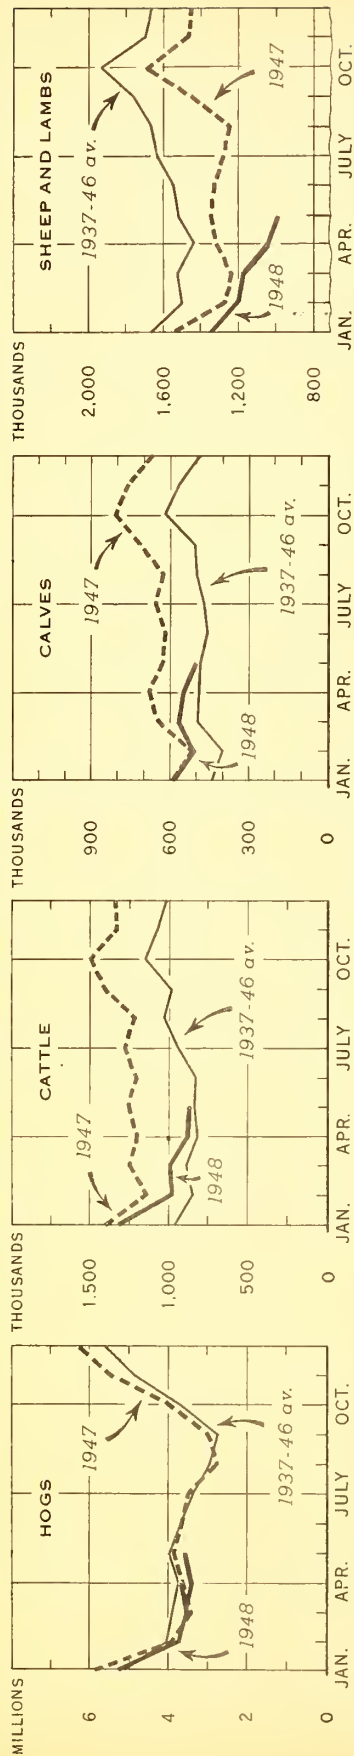 MILLIONS
HOGS
6
4
2
0
1947
1948
1937-46 av.
JAN. APR. JULY OCT.
THOUSANDS
CATTLE
1,500
1,000
500
0
1947
1948
1937-46 av.
JAN. APR. JULY OCT.
THOUSANDS
CALVES
900
600
300
0
1947
1948
1937-46 av.
JAN. APR. JULY OCT.
THOUSANDS
SHEEP AND LAMBS
2,000
1,600
1,200
800
1937-46 av.
1947
1948
JAN. APR. JULY OCT.